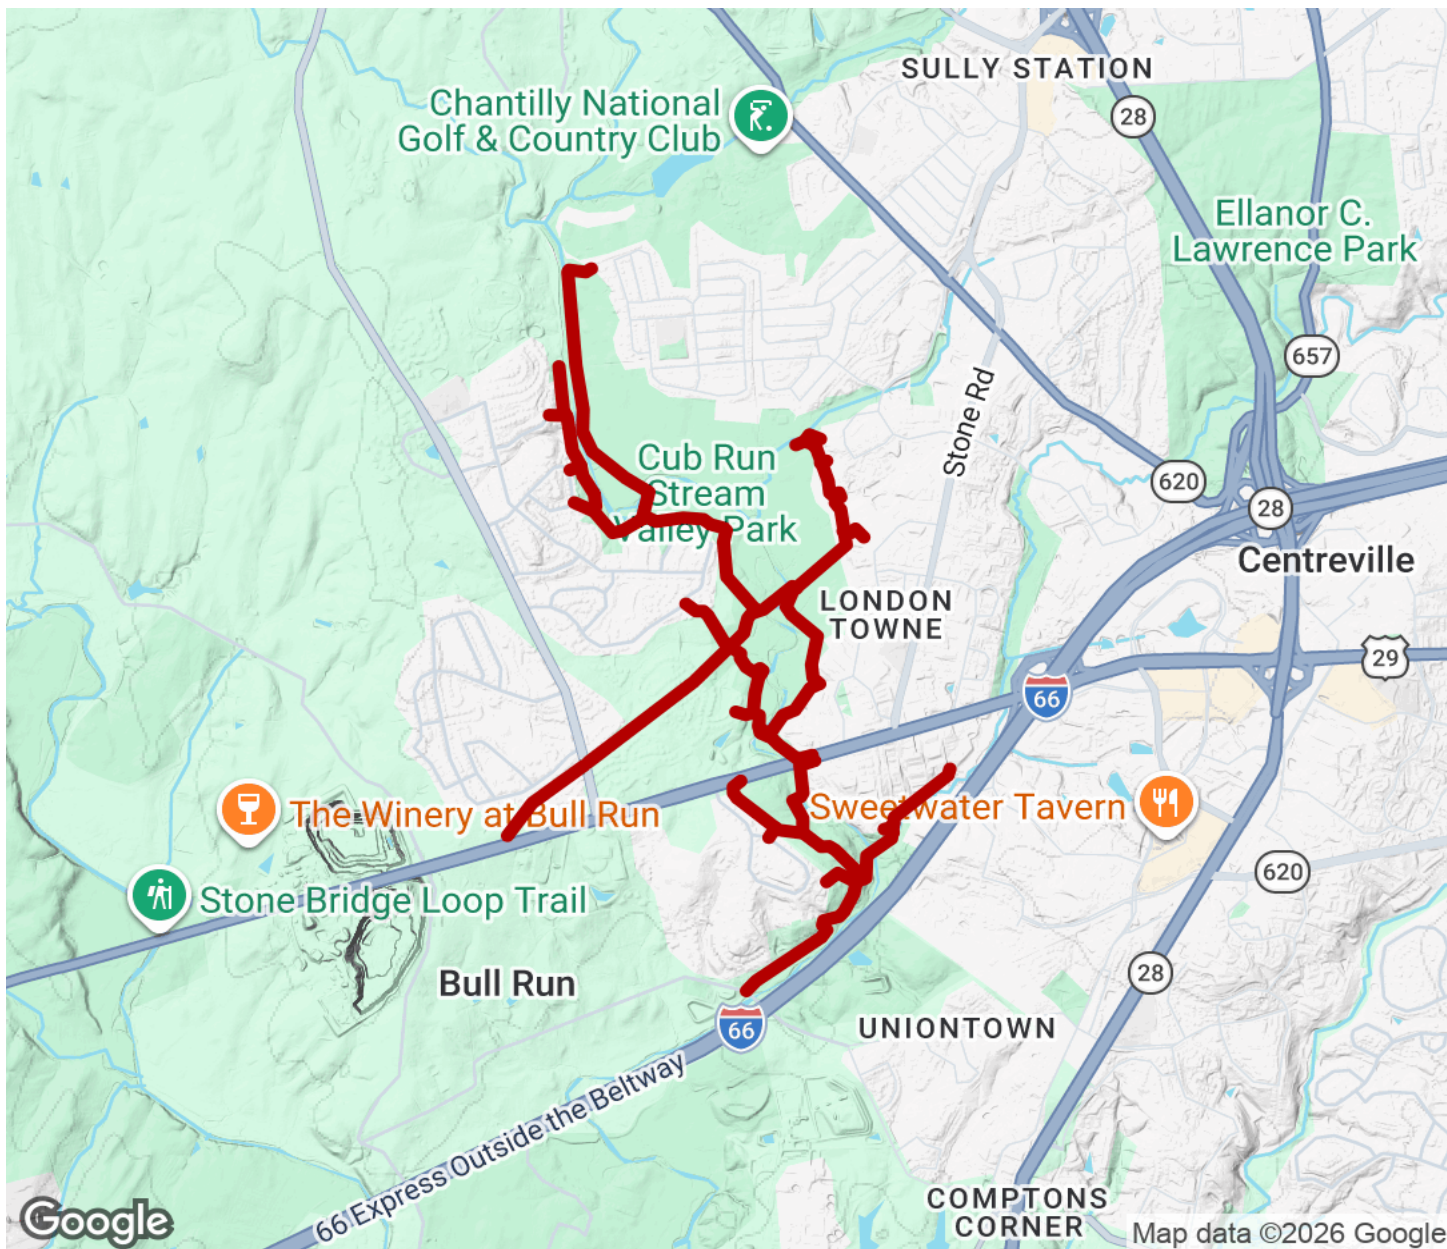 SULLY STATION
Chantilly National
Golf & Country Club
28
Ellanor C.
Lawrence Park
657
Stone Rd
Cub Run
Stream
Valley Park
620
28
Centreville
LONDON
TOWNE
29
66
The Winery at Bull Run
Sweetwater Tavern
620
Stone Bridge Loop Trail
Bull Run
28
66
UNIONTOWN
66 Express Outside the Beltway
COMPTONS
CORNER
Google
Map data ©2026 Google